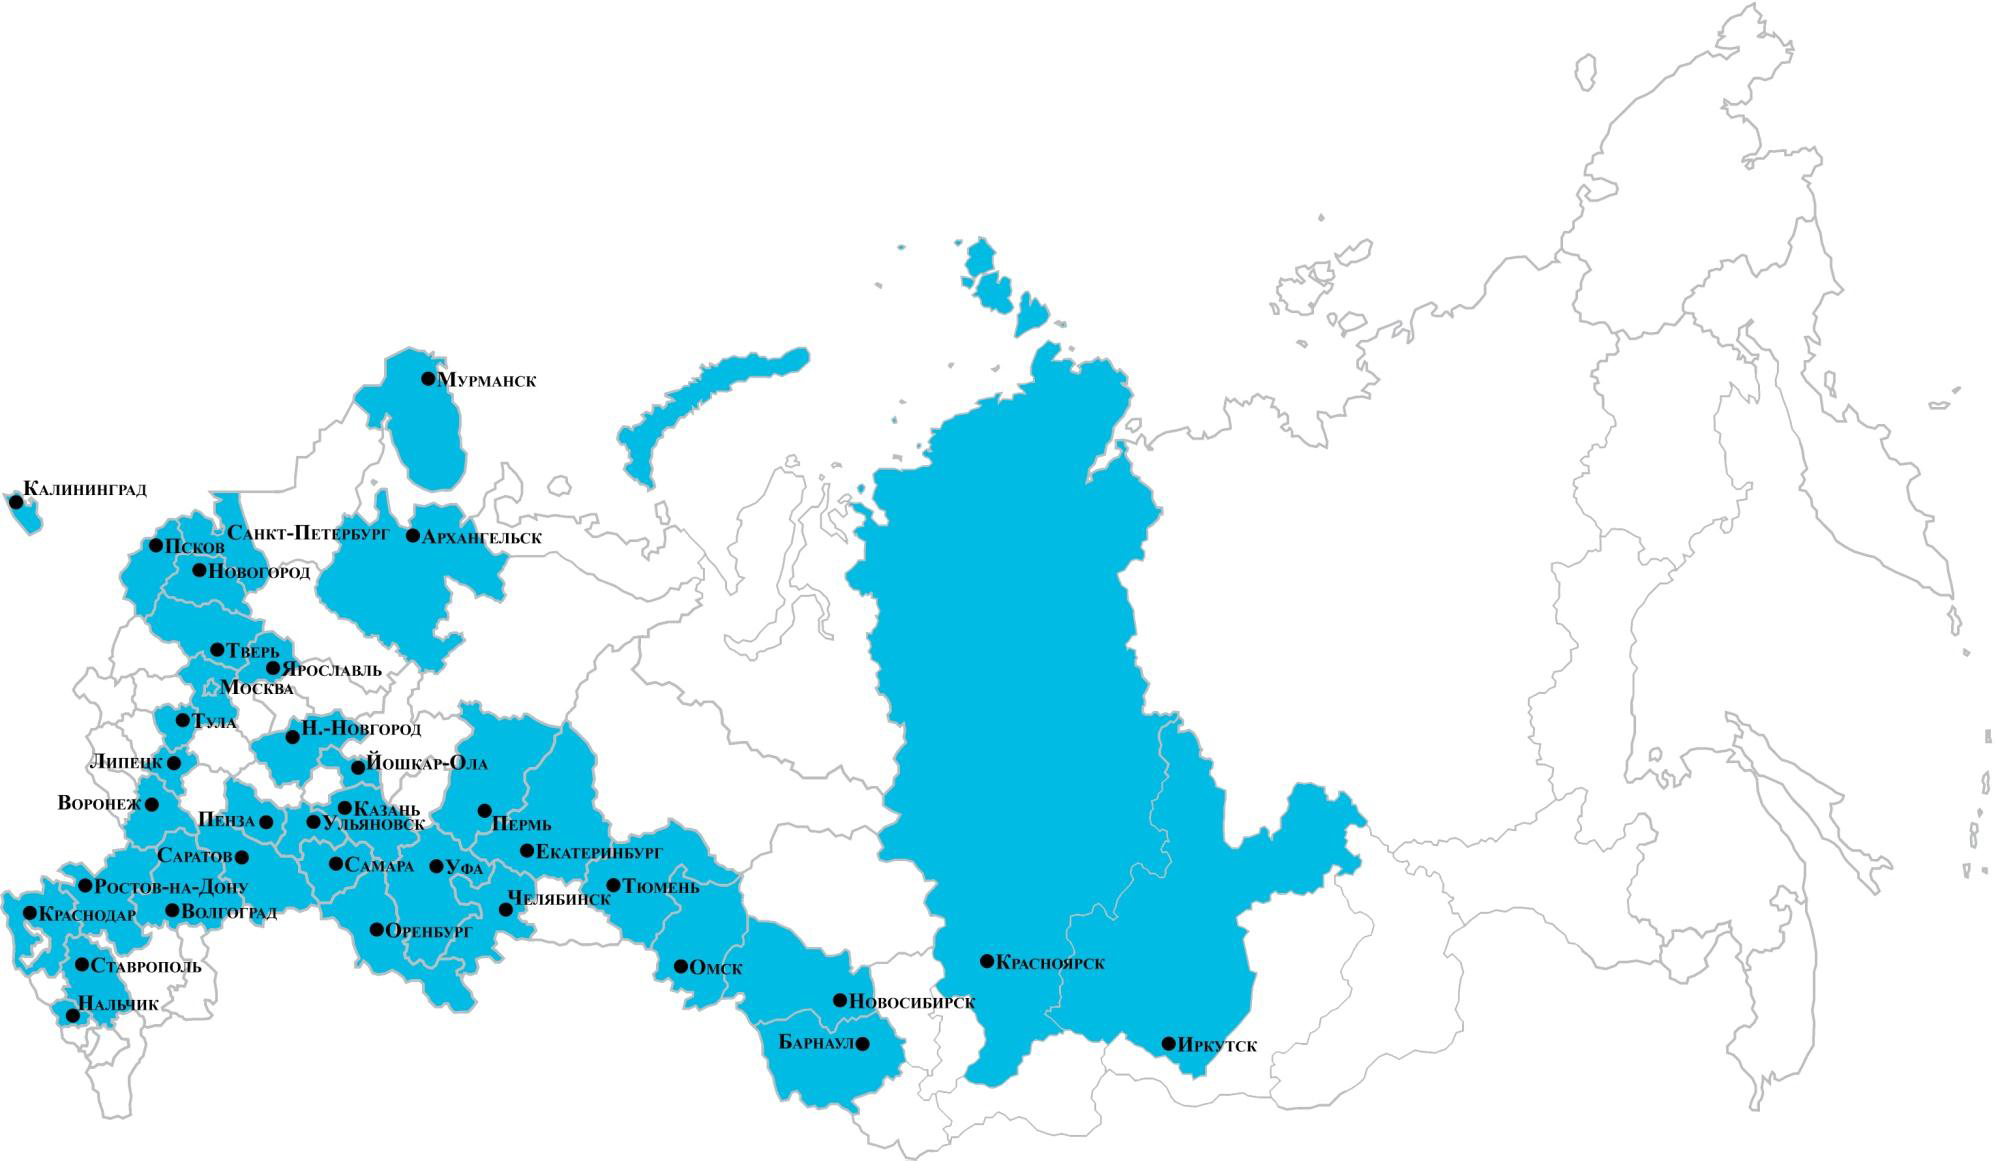 Мурманск
Калининград
Санкт-Петербург
Архангельск
Псков
Новогород
Тверь
Ярославль
Москва
Тула
Н.-Новгород
Липецк
Йошкар-Ола
Воронеж
Казань
Пенза
Ульяновск
Пермь
Екатеринбург
Саратов
Самара
Уфа
Ростов-на-Дону
Тюмень
Челябинск
Краснодар
Волгоград
Оренбург
Ставрополь
Омск
Красноярск
Нальчик
Новосибирск
Барнаул
Иркутск